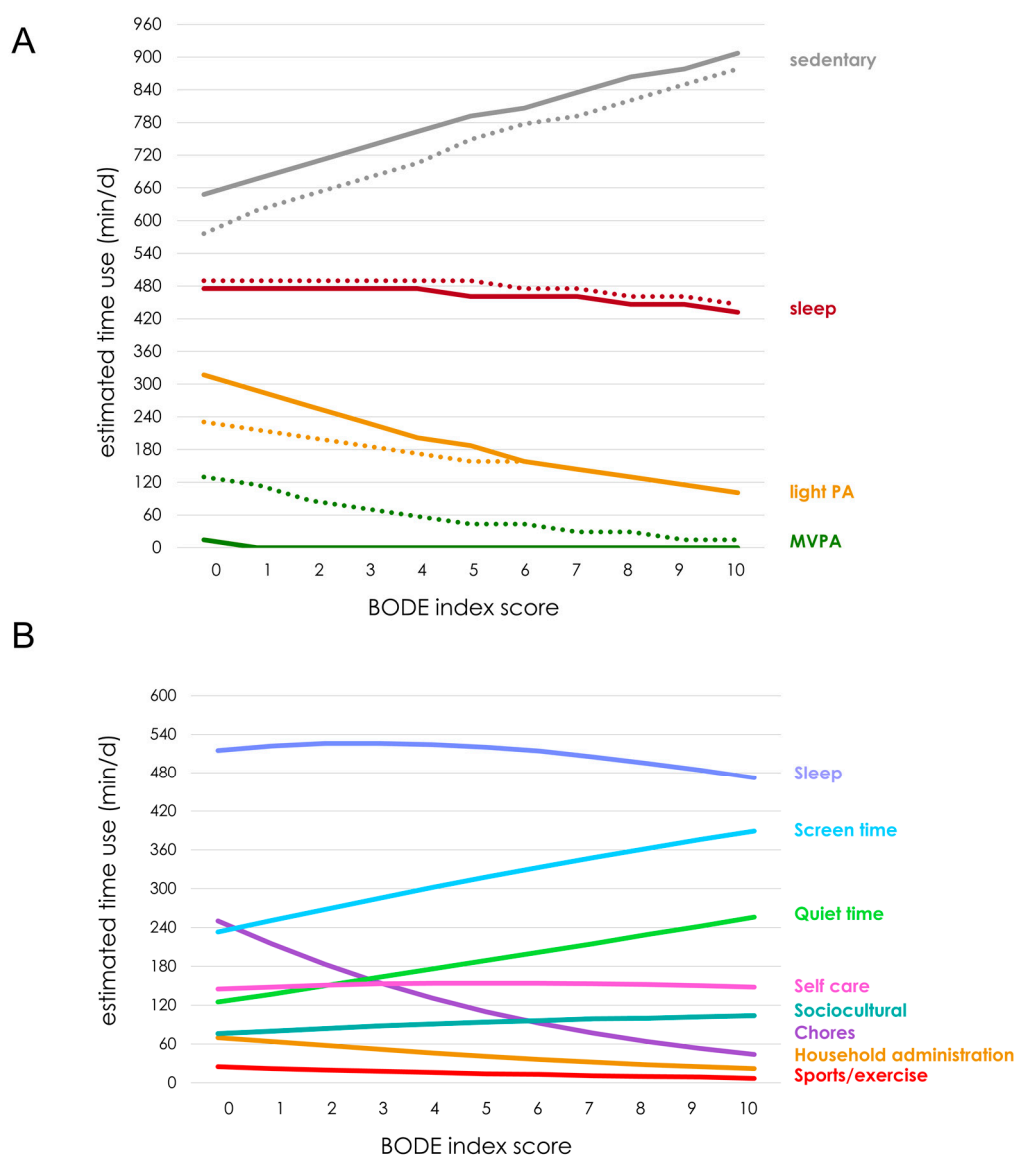 A
960
900
840
780
720
660
600
540
480
420
360
300
240
180
120
60
0
estimated time use (min/d)
sedentary
sleep
light PA
MVPA
0 1 2 3 4 5 6 7 8 9 10
BODE index score
B
600
540
480
420
360
300
240
180
120
60
0
estimated time use (min/d)
Sleep
Screen time
Quiet time
Self care
Sociocultural
Chores
Household administration
Sports/exercise
0 1 2 3 4 5 6 7 8 9 10
BODE index score